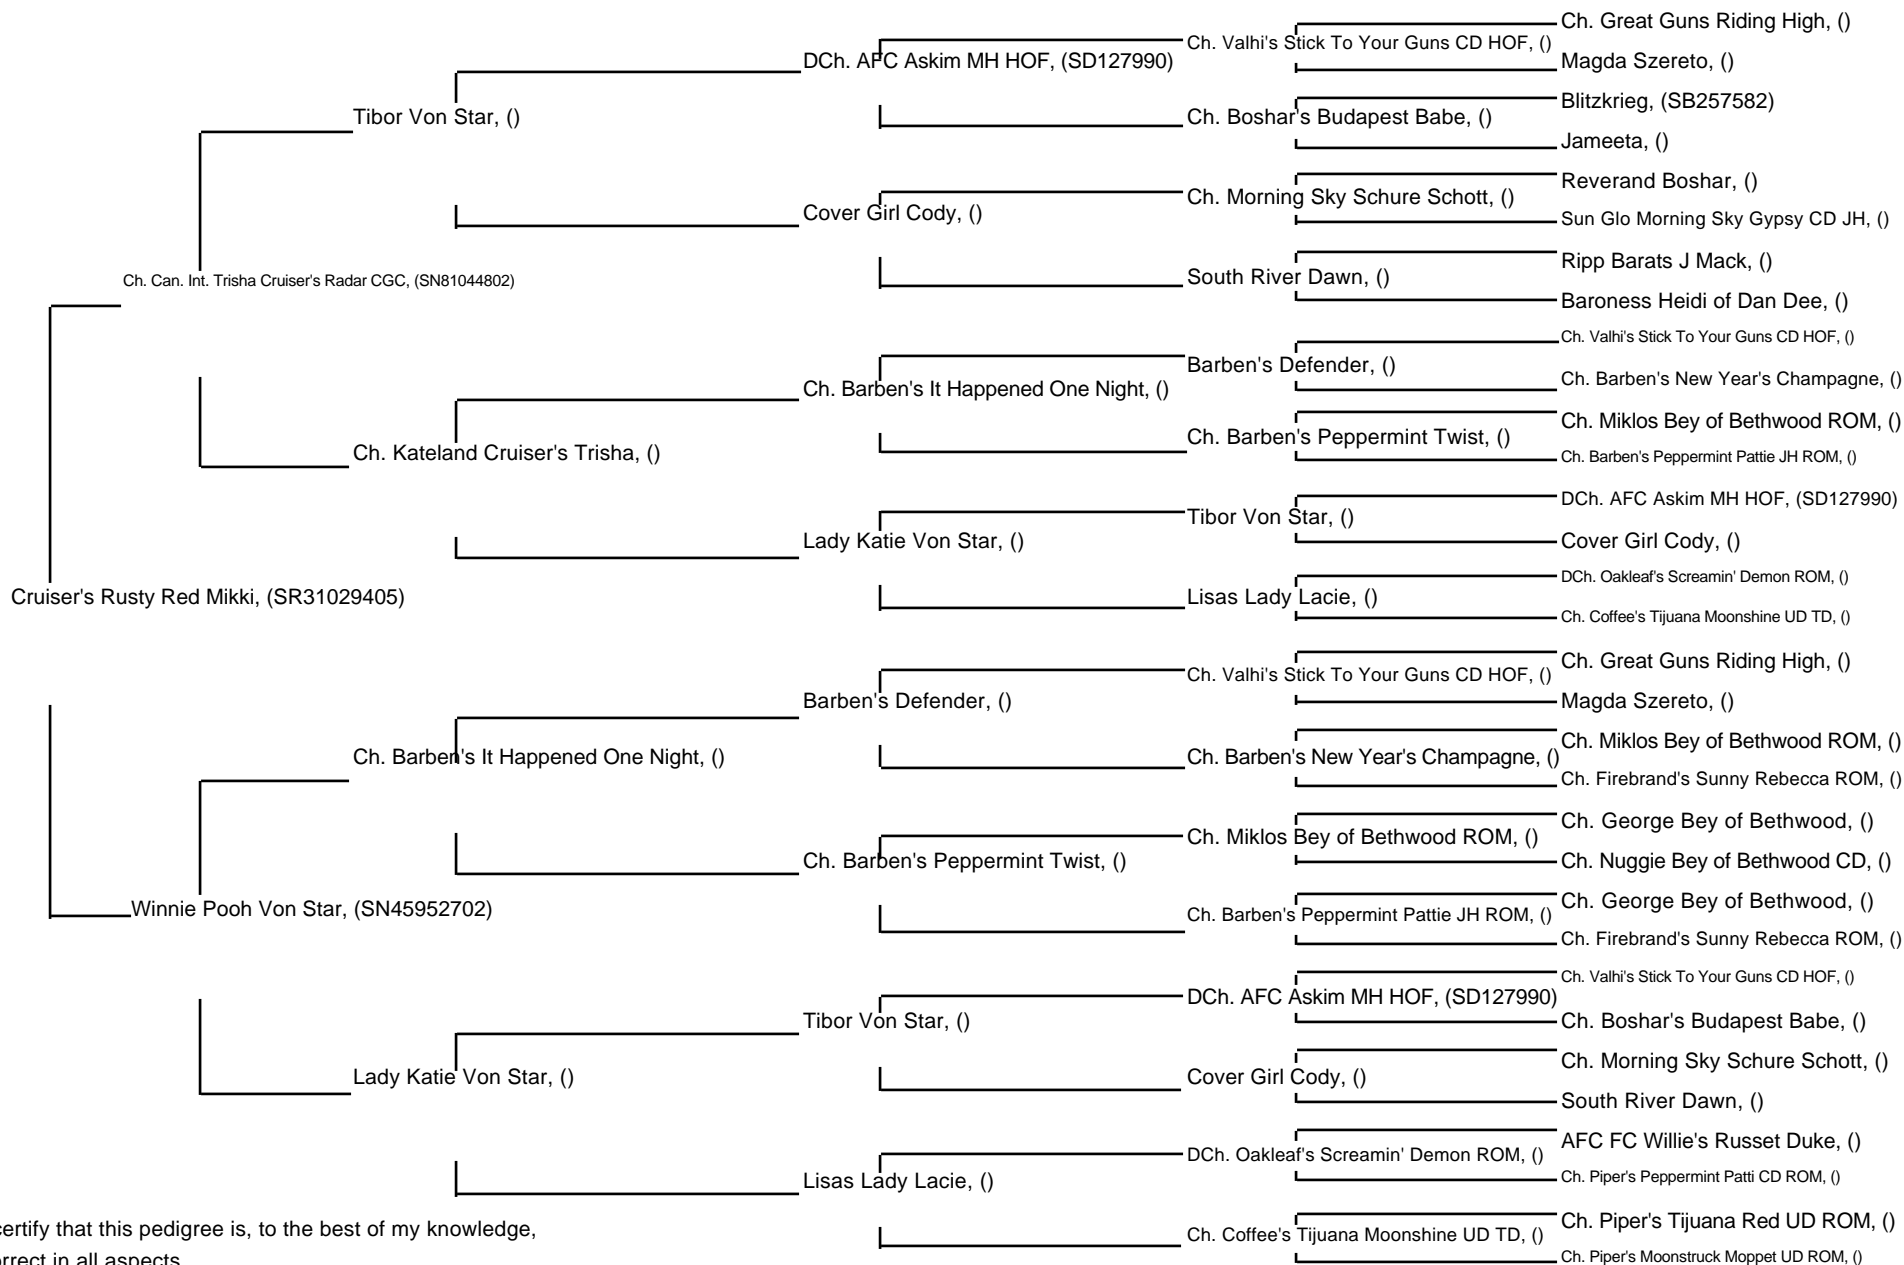 Ch. Great Guns Riding High, ()
Ch. Valhi's Stick To Your Guns CD HOF, ()
DCh. AFC Askim MH HOF, (SD127990)
Magda Szereto, ()
Blitzkrieg, (SB257582)
Tibor Von Star, ()
Ch. Boshar's Budapest Babe, ()
Jameeta, ()
Reverand Boshar, ()
Ch. Morning Sky Schure Schott, ()
Cover Girl Cody, ()
Sun Glo Morning Sky Gypsy CD JH, ()
Ripp Barats J Mack, ()
Ch. Can. Int. Trisha Cruiser's Radar CGC, (SN81044802)
South River Dawn, ()
Baroness Heidi of Dan Dee, ()
Ch. Valhi's Stick To Your Guns CD HOF, ()
Barben's Defender, ()
Ch. Barben's New Year's Champagne, ()
Ch. Barben's It Happened One Night, ()
Ch. Miklos Bey of Bethwood ROM, ()
Ch. Barben's Peppermint Twist, ()
Ch. Kateland Cruiser's Trisha, ()
Ch. Barben's Peppermint Pattie JH ROM, ()
DCh. AFC Askim MH HOF, (SD127990)
Tibor Von Star, ()
Lady Katie Von Star, ()
Cover Girl Cody, ()
DCh. Oakleaf's Screamin' Demon ROM, ()
Cruiser's Rusty Red Mikki, (SR31029405)
Lisas Lady Lacie, ()
Ch. Coffee's Tijuana Moonshine UD TD, ()
Ch. Great Guns Riding High, ()
Ch. Valhi's Stick To Your Guns CD HOF, ()
Barben's Defender, ()
Magda Szereto, ()
Ch. Miklos Bey of Bethwood ROM, ()
Ch. Barben's It Happened One Night, ()
Ch. Barben's New Year's Champagne, ()
Ch. Firebrand's Sunny Rebecca ROM, ()
Ch. George Bey of Bethwood, ()
Ch. Miklos Bey of Bethwood ROM, ()
Ch. Barben's Peppermint Twist, ()
Ch. Nuggie Bey of Bethwood CD, ()
Ch. George Bey of Bethwood, ()
Winnie Pooh Von Star, (SN45952702)
Ch. Barben's Peppermint Pattie JH ROM, ()
Ch. Firebrand's Sunny Rebecca ROM, ()
Ch. Valhi's Stick To Your Guns CD HOF, ()
DCh. AFC Askim MH HOF, (SD127990)
Tibor Von Star, ()
Ch. Boshar's Budapest Babe, ()
Ch. Morning Sky Schure Schott, ()
Lady Katie Von Star, ()
Cover Girl Cody, ()
South River Dawn, ()
AFC FC Willie's Russet Duke, ()
DCh. Oakleaf's Screamin' Demon ROM, ()
Lisas Lady Lacie, ()
Ch. Piper's Peppermint Patti CD ROM, ()
Ch. Piper's Tijuana Red UD ROM, ()
certify that this pedigree is, to the best of my knowledge,
Ch. Coffee's Tijuana Moonshine UD TD, ()
Ch. Piper's Moonstruck Moppet UD ROM, ()
orrect in all aspects